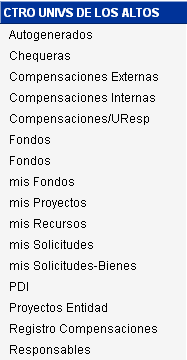 CTRO UNIVS DE LOS ALTOS
Autogenerados
Chequeras
Compensaciones Externas
Compensaciones Internas
Compensaciones/UResp
Fondos
Fondos
mis Fondos
mis Proyectos
mis Recursos
mis Solicitudes
mis Solicitudes-Bienes
PDI
Proyectos Entidad
Registro Compensaciones
Responsables